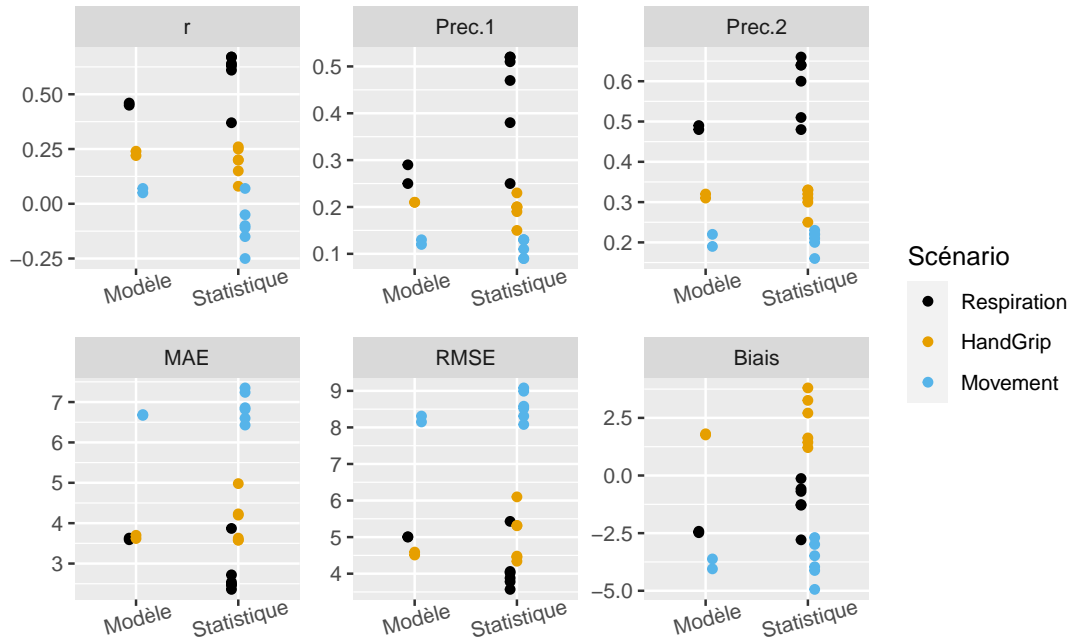 r
Prec.1
Prec.2
0.50
0.25
0.00
−0.25
0.5
0.4
0.3
0.2
0.1
0.6
0.5
0.4
0.3
0.2
Modèle
Statistique
Modèle
Statistique
Modèle
Statistique
MAE
RMSE
Biais
7
6
5
4
3
9
8
7
6
5
4
2.5
0.0
−2.5
−5.0
Modèle
Statistique
Modèle
Statistique
Modèle
Statistique
Scénario
Respiration
HandGrip
Movement